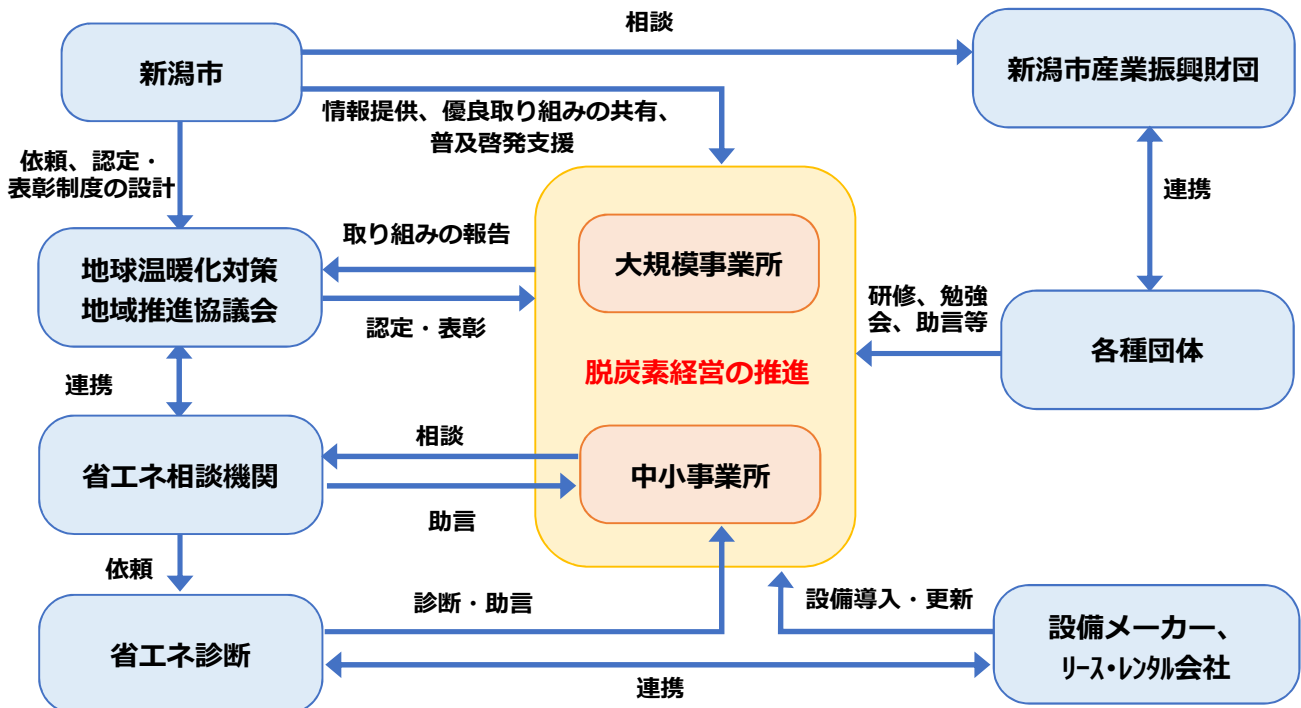 相談
新潟市
新潟市産業振興財団
情報提供、優良取り組みの共有、
普及啓発支援
依頼、認定・
表彰制度の設計
連携
取り組みの報告
大規模事業所
地球温暖化対策
地域推進協議会
認定・表彰
研修、勉強
会、助言等
各種団体
脱炭素経営の推進
連携
相談
省エネ相談機関
中小事業所
助言
依頼
診断・助言
設備導入・更新
省エネ診断
設備メーカー、
ﾘｰｽ・ﾚﾝﾀﾙ会社
連携